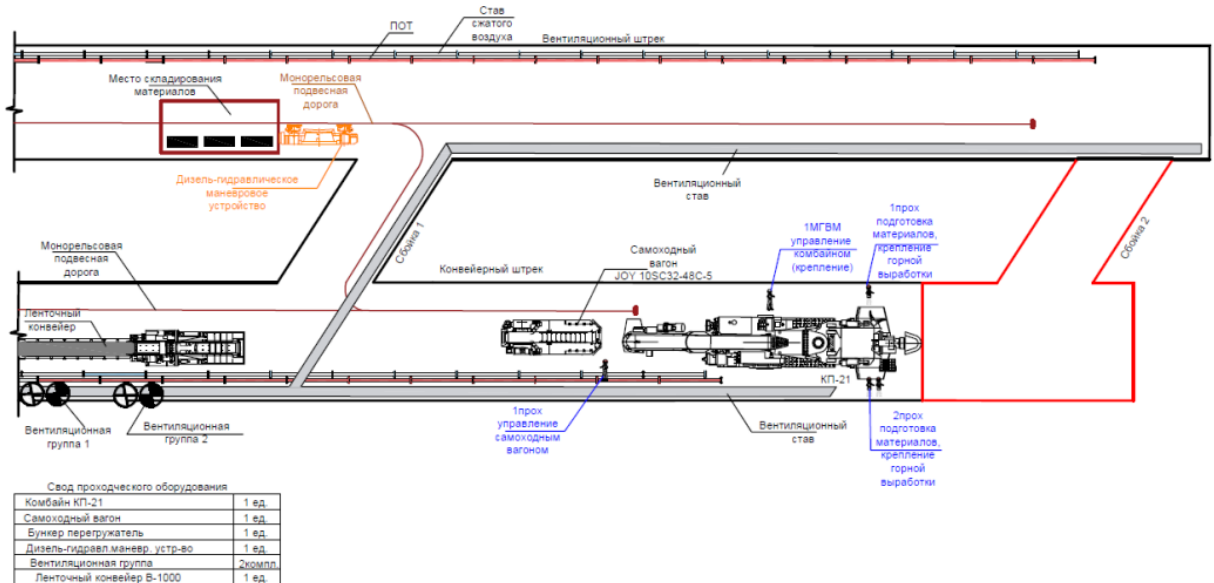 ПОТ
Став
сжатого
воздуха
Вентиляционный штрек
Место складирования
материалов
Монорельсовая
подвесная
дорога
Дизель-гидравлическое
маневровое
устройство
Вентиляционный
став
Сбойка 1
Сбойка 2
1МГВМ
управление
комбайном
(крепление)
1прох
подготовка
материалов,
крепление
горной
выработки
Монорельсовая
подвесная
дорога
Конвейерный штрек
Самоходный
вагон
JOY 10SC32-48C-5
Ленточный
конвейер
КП-21
Вентиляционная
группа 1
Вентиляционная
группа 2
1прох
управление
самоходным
вагоном
Вентиляционный
став
2прох
подготовка
материалов,
крепление
горной
выработки
Свод проходческого оборудования
Комбайн КП-21 1 ед.
Самоходный вагон 1 ед.
Бункер перегружатель 1 ед.
Дизель-гидравл.маневр. устр-во 1 ед.
Вентиляционная группа 2компл.
Ленточный конвейер В-1000 1 ед.